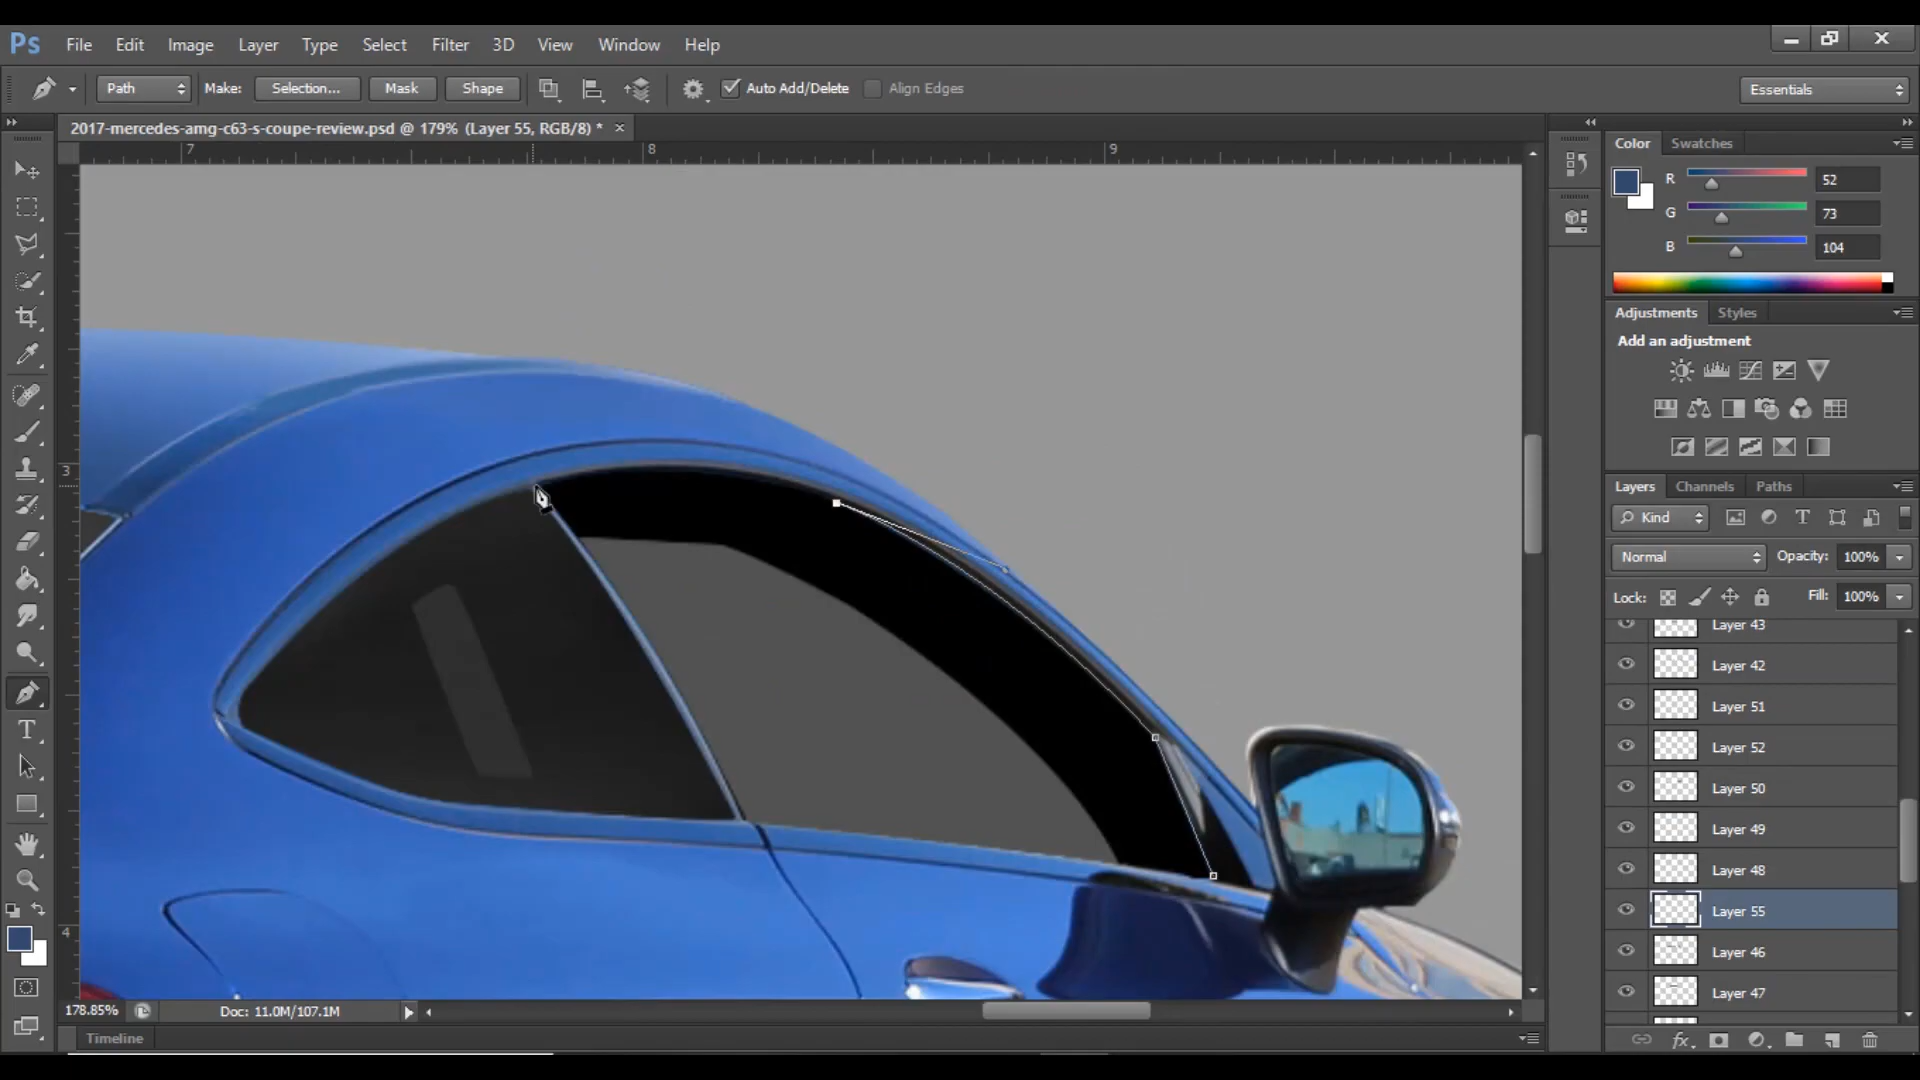 Ps File Edit Image Layer Type Select Filter 3D View Window Help
Path Make: Selection... Mask Shape Auto Add/Delete Align Edges Essentials
2017-mercedes-amg-c63-s-coupe-review.psd @ 179% (Layer 55, RGB/8) * ×
7 8 9
3
4
Color Swatches
R 52
G 73
B 104
Adjustments Styles
Add an adjustment
Layers Channels Paths
Kind
Normal Opacity: 100%
Lock: Fill: 100%
Layer 43
Layer 42
Layer 51
Layer 52
Layer 50
Layer 49
Layer 48
Layer 55
Layer 46
Layer 47
fx
T
178.85% Doc: 11.0M/107.1M
Timeline